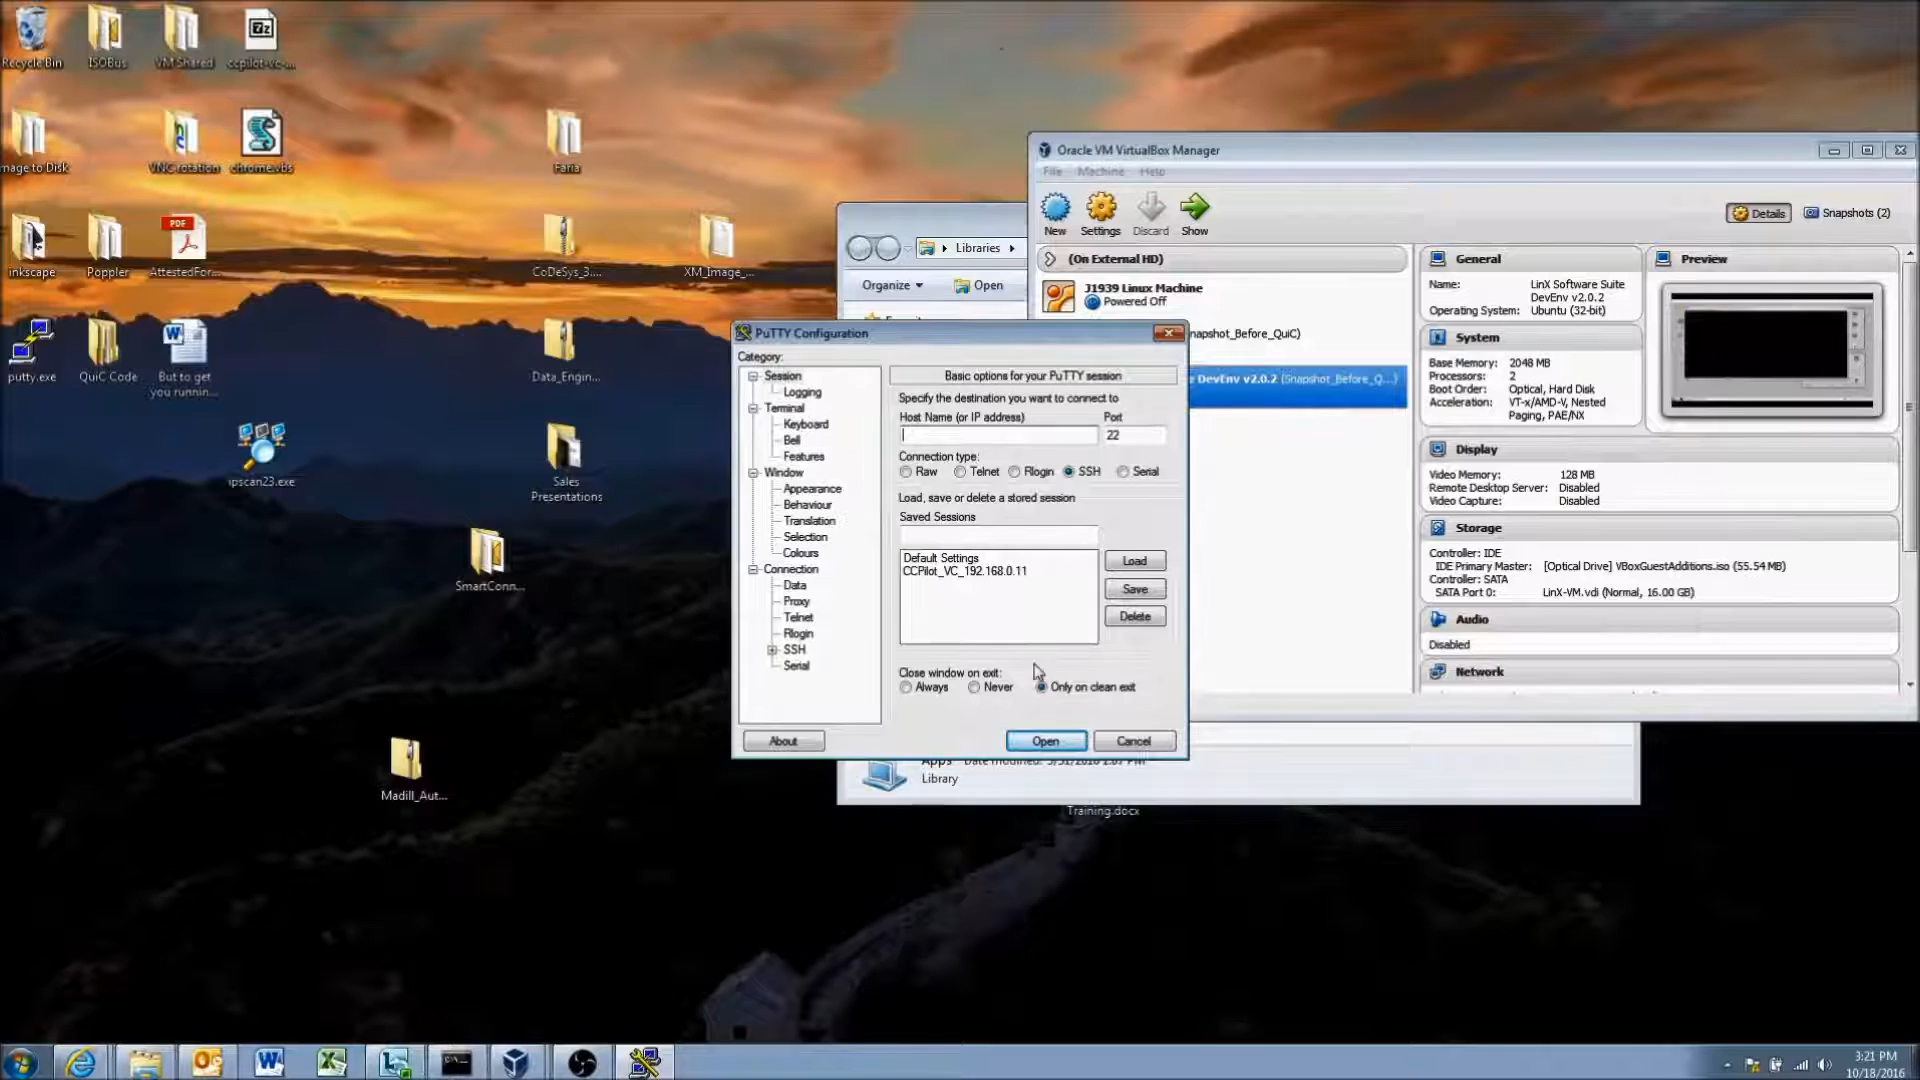 Recycle Bin
ISOBus
VM Shared
ccpilot-vc-...
mage to Disk
VNC rotation
chrome.vbs
Faria
PDF
inkscape
Poppler
AttestedFor...
CoDeSys_3....
XM_Image_...
putty.exe
QuiC Code
But to get
you runnin...
Data_Engin...
ipscan23.exe
Sales
Presentations
SmartConn...
Madill_Aut...
Training.docx
Libraries
Organize
Open
Apps
Library
Oracle VM VirtualBox Manager
File Machine Help
New Settings Discard Show
Details
Snapshots (2)
(On External HD)
J1939 Linux Machine
Powered Off
napshot_Before_QuiC)
DevEnv v2.0.2 (Snapshot_Before_Q...)
General
Name: LinX Software Suite
DevEnv v2.0.2
Operating System: Ubuntu (32-bit)
System
Base Memory: 2048 MB
Processors: 2
Boot Order: Optical, Hard Disk
Acceleration: VT-x/AMD-V, Nested
Paging, PAE/NX
Preview
Display
Video Memory: 128 MB
Remote Desktop Server: Disabled
Video Capture: Disabled
Storage
Controller: IDE
IDE Primary Master: [Optical Drive] VBoxGuestAdditions.iso (55.54 MB)
Controller: SATA
SATA Port 0: LinX-VM.vdi (Normal, 16.00 GB)
Audio
Disabled
Network
PuTTY Configuration
Category:
Session
Logging
Terminal
Keyboard
Bell
Features
Window
Appearance
Behaviour
Translation
Selection
Colours
Connection
Data
Proxy
Telnet
Rlogin
SSH
Serial
Basic options for your PuTTY session
Specify the destination you want to connect to
Host Name (or IP address) Port
22
Connection type:
Raw Telnet Rlogin SSH Serial
Load, save or delete a stored session
Saved Sessions
Default Settings
CCPilot_VC_192.168.0.11
Load
Save
Delete
Close window on exit:
Always Never Only on clean exit
About
Open
Cancel
3:21 PM
10/18/2016